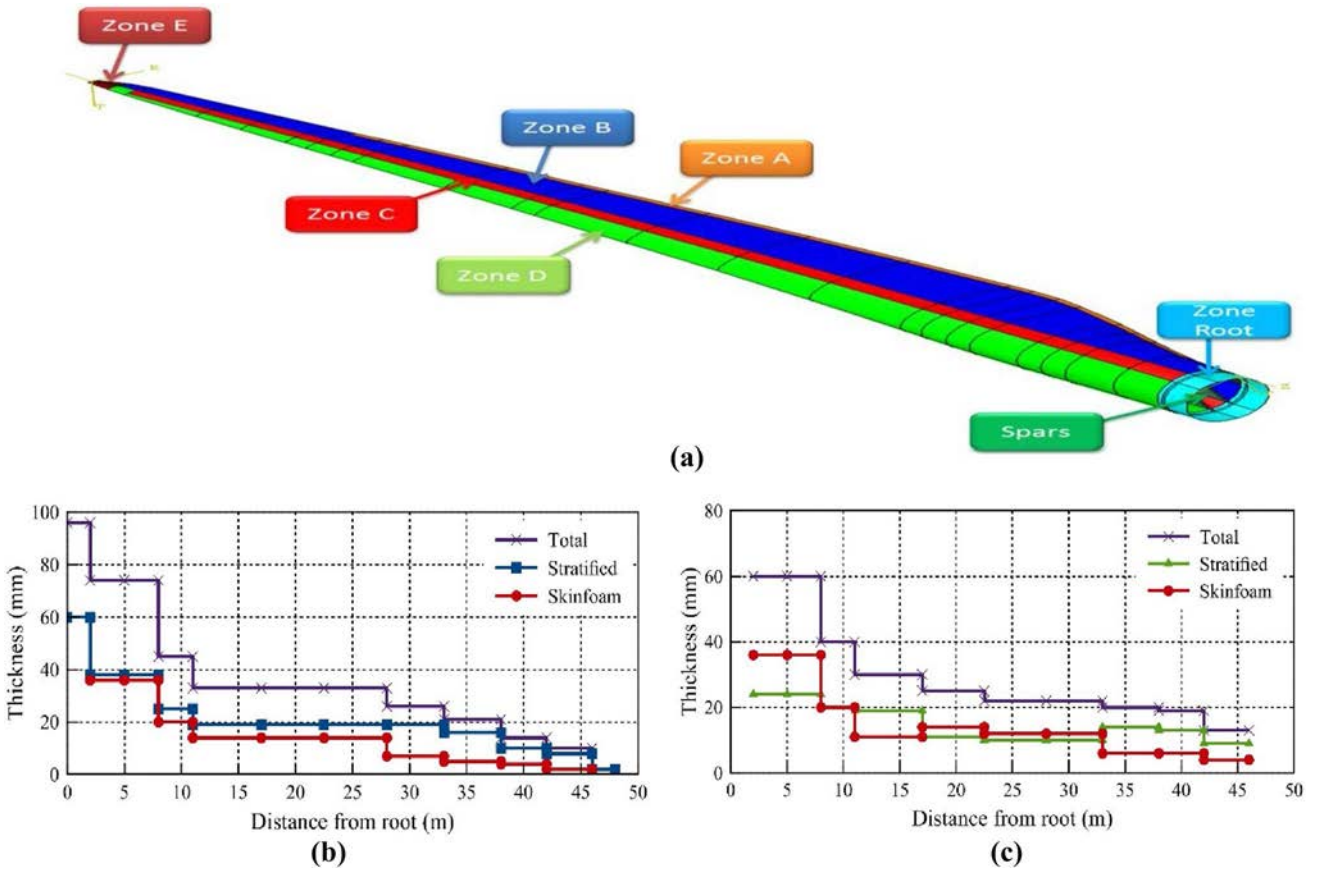 Zone E
Zone B
Zone A
Zone C
Zone D
Zone
Root
Spars
(a)
Thickness (mm)
100
80
60
40
20
0
Total
Stratified
Skinfoam
0 5 10 15 20 25 30 35 40 45 50
Distance from root (m)
(b)
Thickness (mm)
80
60
40
20
0
Total
Stratified
Skinfoam
0 5 10 15 20 25 30 35 40 45 50
Distance from root (m)
(c)